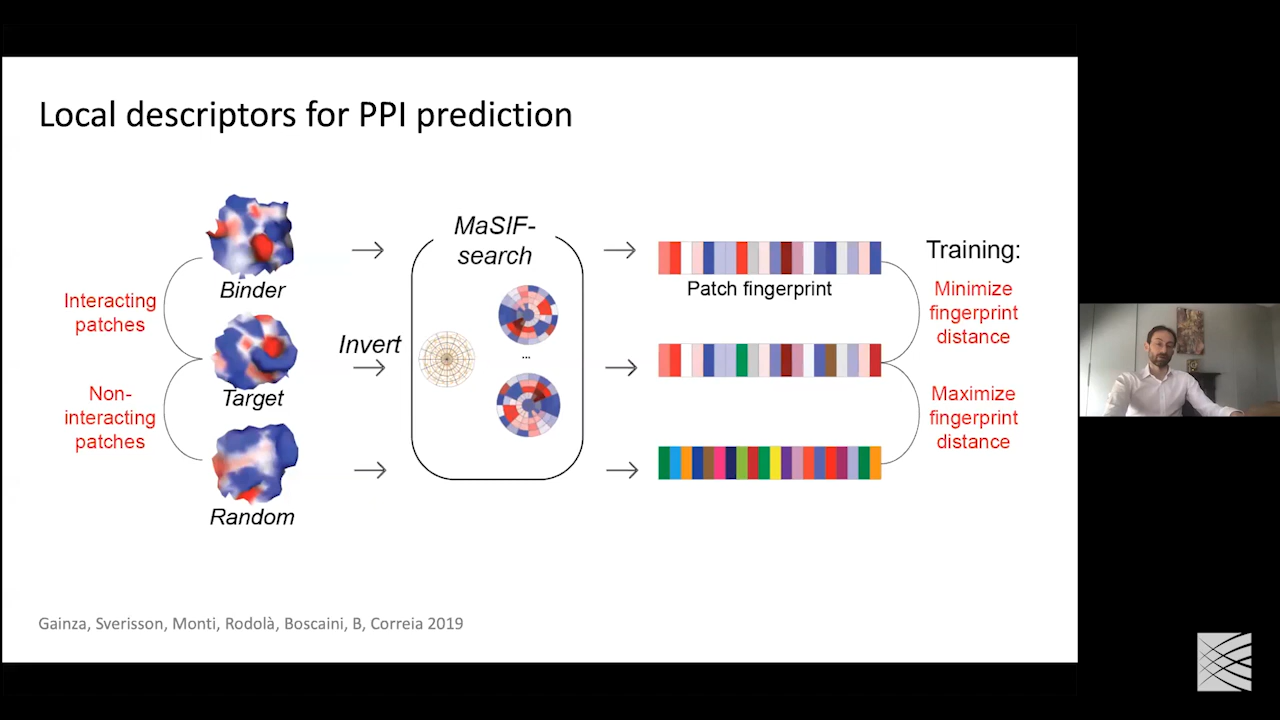 Local descriptors for PPI prediction
MaSIF-
search
Training:
Binder
Patch fingerprint
Interacting
patches
Minimize
fingerprint
distance
Invert
...
Target
Non-
interacting
patches
Maximize
fingerprint
distance
Random
Gainza, Sverisson, Monti, Rodolà, Boscaini, B, Correia 2019